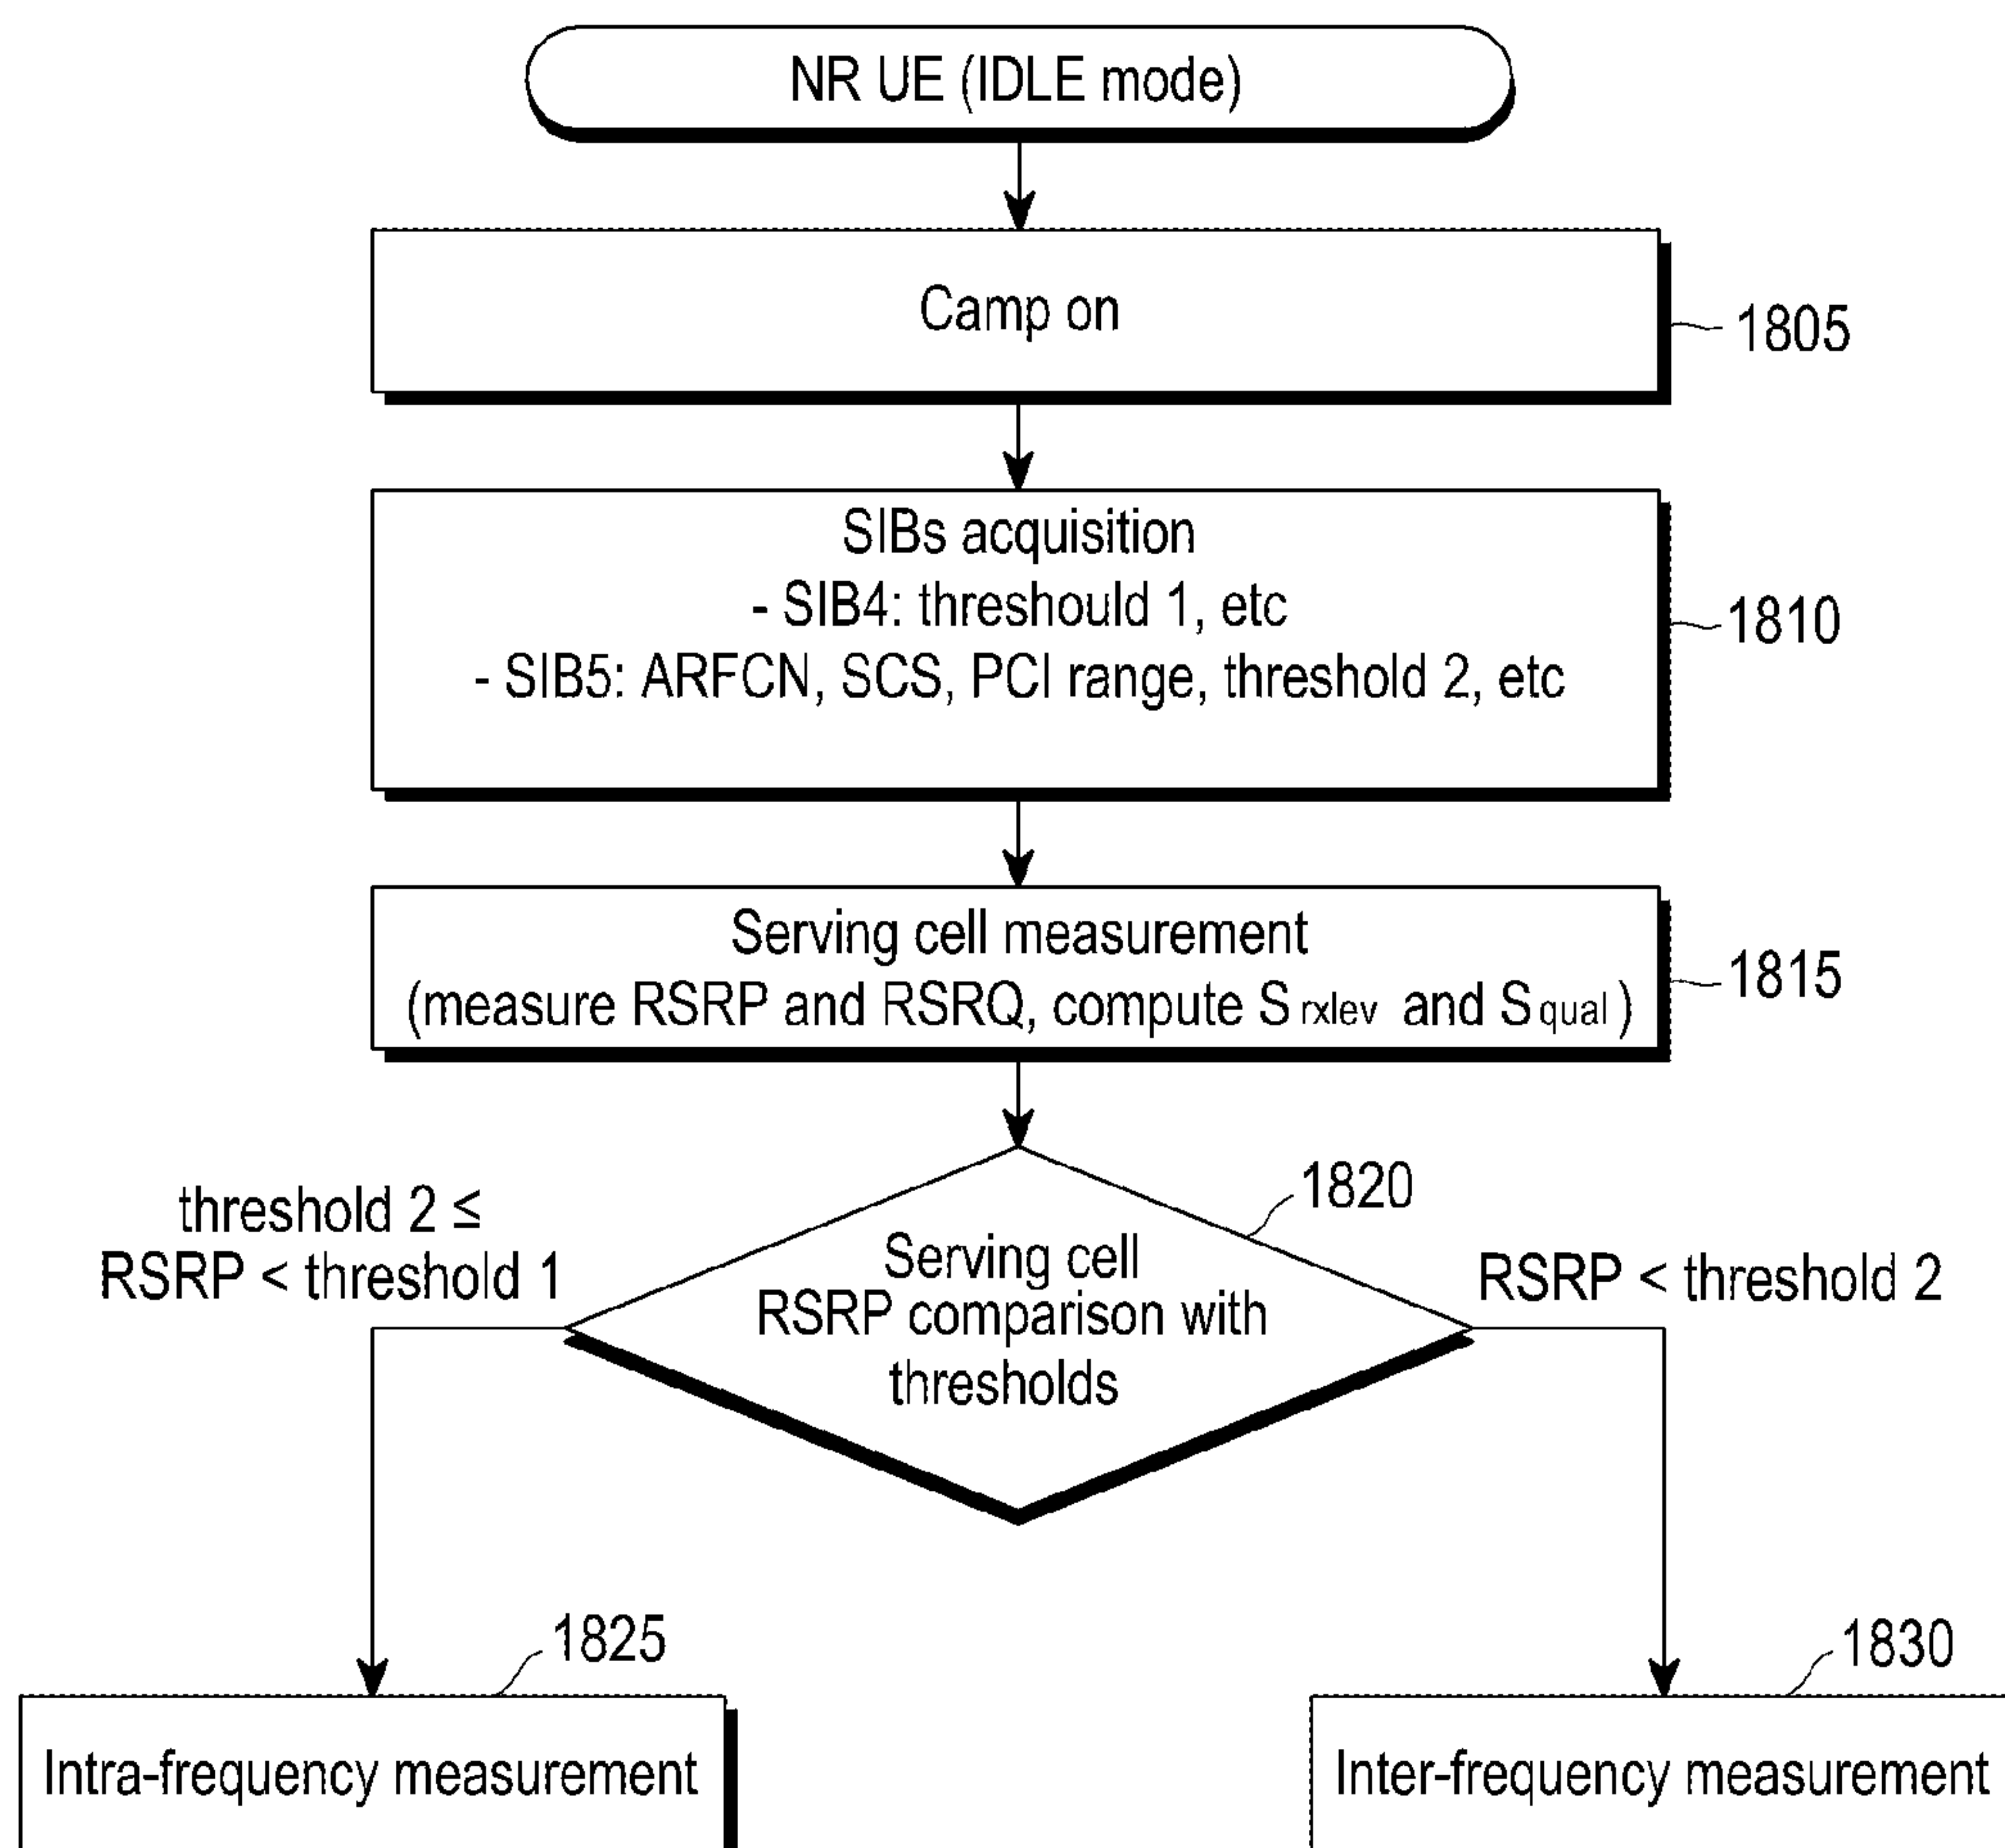 NR UE (IDLE mode)
Camp on
1805
SIBs acquisition
- SIB4: threshould 1, etc
- SIB5: ARFCN, SCS, PCI range, threshold 2, etc
1810
Serving cell measurement
(measure RSRP and RSRQ, compute S rxlev and S qual)
1815
1820
threshold 2 ≤
RSRP < threshold 1
Serving cell
RSRP comparison with
thresholds
RSRP < threshold 2
1825
Intra-frequency measurement
1830
Inter-frequency measurement